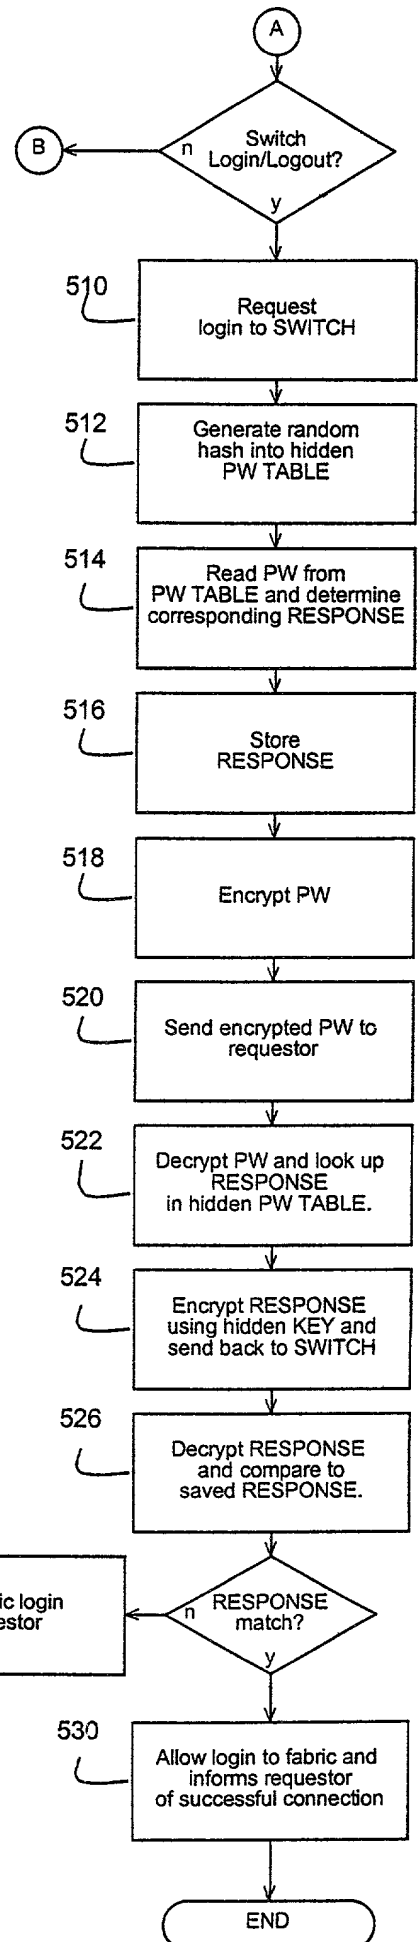 A
Switch
Login/Logout?
n
B
y
510
Request
login to SWITCH
512
Generate random
hash into hidden
PW TABLE
514
Read PW from
PW TABLE and determine
corresponding RESPONSE
516
Store
RESPONSE
518
Encrypt PW
520
Send encrypted PW to
requestor
522
Decrypt PW and look up
RESPONSE
in hidden PW TABLE.
524
Encrypt RESPONSE
using hidden KEY and
send back to SWITCH
526
Decrypt RESPONSE
and compare to
saved RESPONSE.
RESPONSE
match?
n
y
login
530
Allow login to fabric and
informs requestor
of successful connection
END